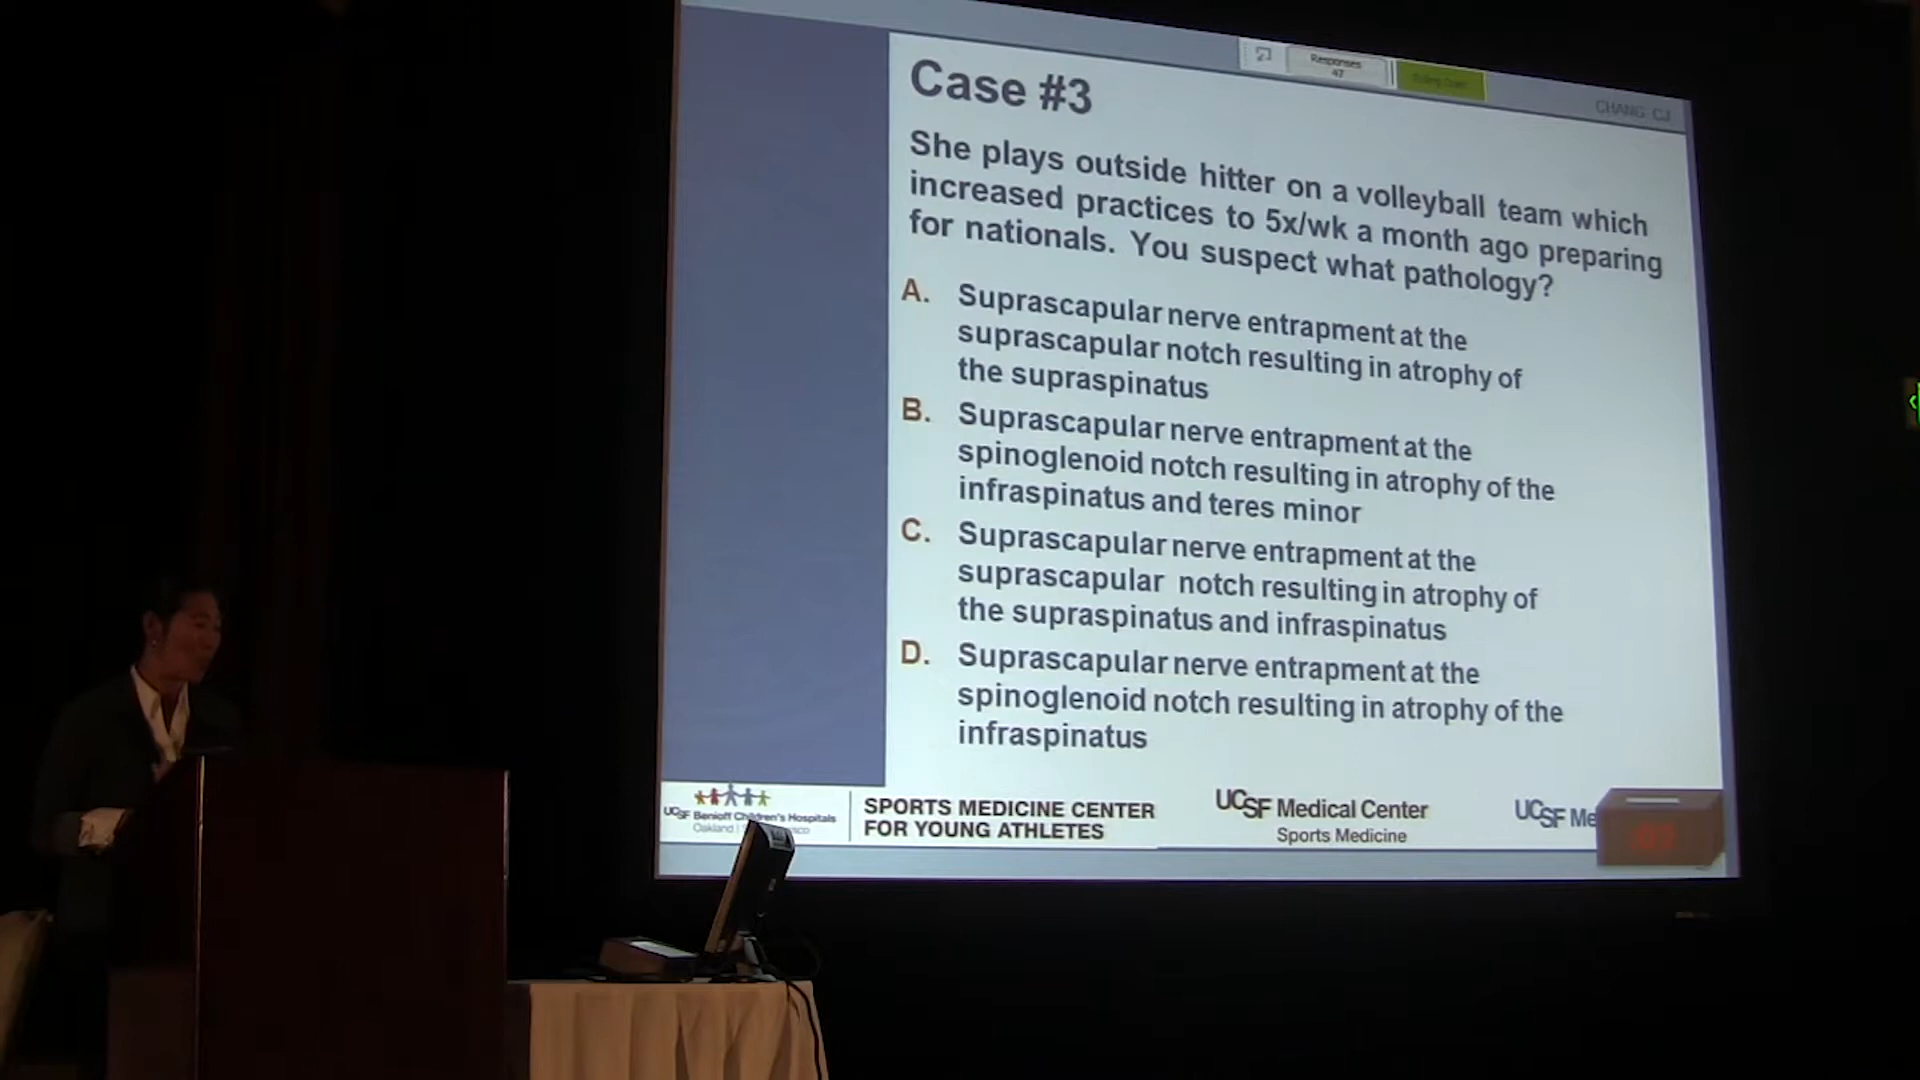 Responses
47
CHANG: CJ
Case #3
She plays outside hitter on a volleyball team which
increased practices to 5x/wk a month ago preparing
for nationals. You suspect what pathology?
A. Suprascapular nerve entrapment at the
suprascapular notch resulting in atrophy of
the supraspinatus
B. Suprascapular nerve entrapment at the
spinoglenoid notch resulting in atrophy of the
infraspinatus and teres minor
C. Suprascapular nerve entrapment at the
suprascapular notch resulting in atrophy of
the supraspinatus and infraspinatus
D. Suprascapular nerve entrapment at the
spinoglenoid notch resulting in atrophy of the
infraspinatus
UCSF Benioff Children's Hospitals
Oakland
SPORTS MEDICINE CENTER
FOR YOUNG ATHLETES
UCSF Medical Center
Sports Medicine
UCSF Me